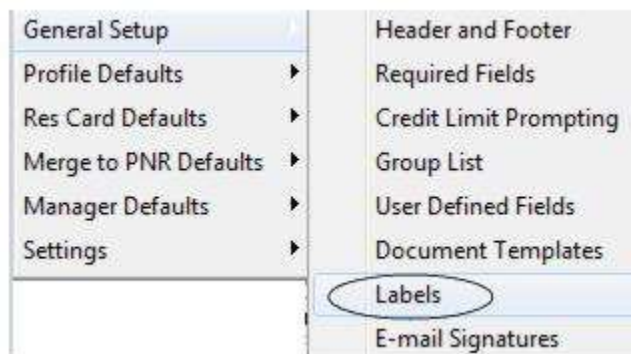 General Setup
Profile Defaults
Res Card Defaults
Merge to PNR Defaults
Manager Defaults
Settings
Header and Footer
Required Fields
Credit Limit Prompting
Group List
User Defined Fields
Document Templates
Labels
E-mail Signatures